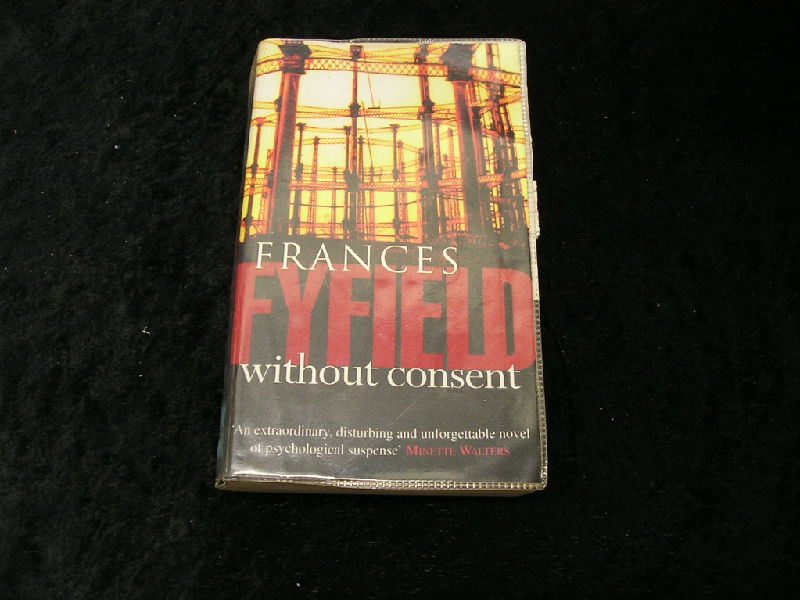 FRANCES
FYFIELD
without consent
'An extraordinary, disturbing and unforgettable novel
of psychological suspense' MINETTE WALTERS